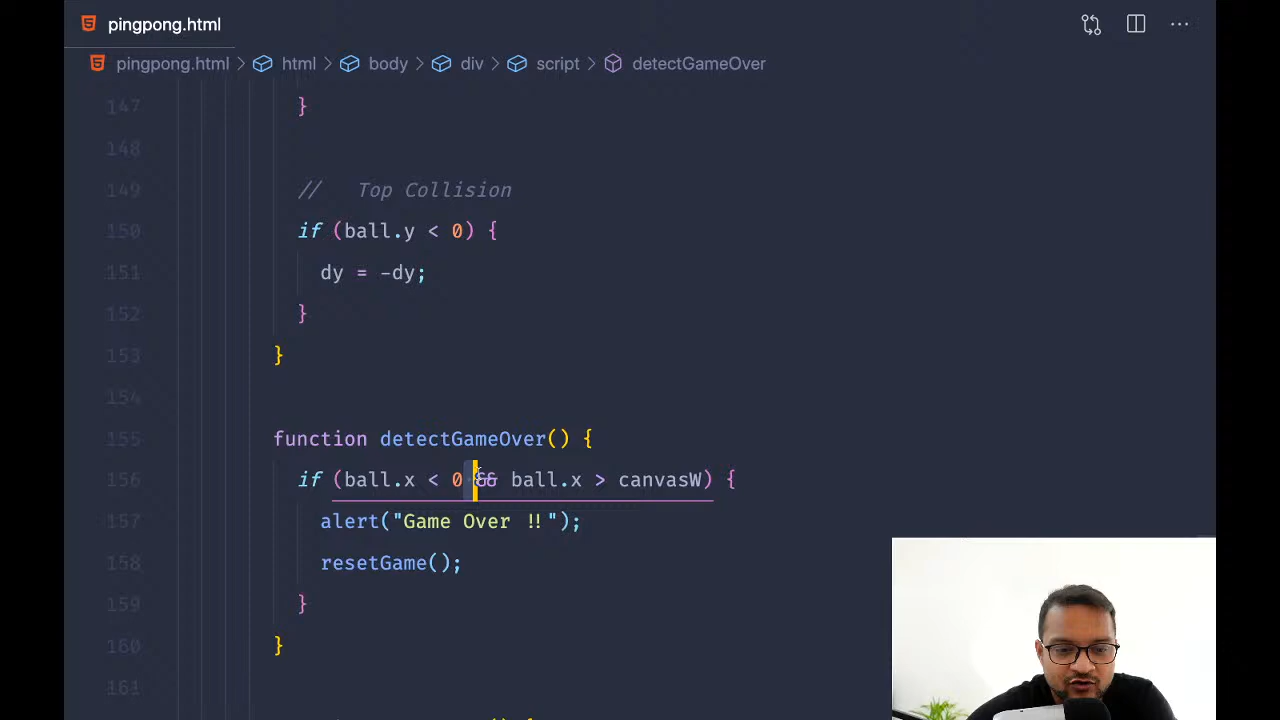 pingpong.html
pingpong.html > html > body > div > script > detectGameOver
147 }
148
149 // Top Collision
150 if (ball.y < 0) {
151 dy = -dy;
152 }
153 }
154
155 function detectGameOver() {
156 if (ball.x < 0 && ball.x > canvasW) {
157 alert("Game Over !!");
158 resetGame();
159 }
160 }
161
() {